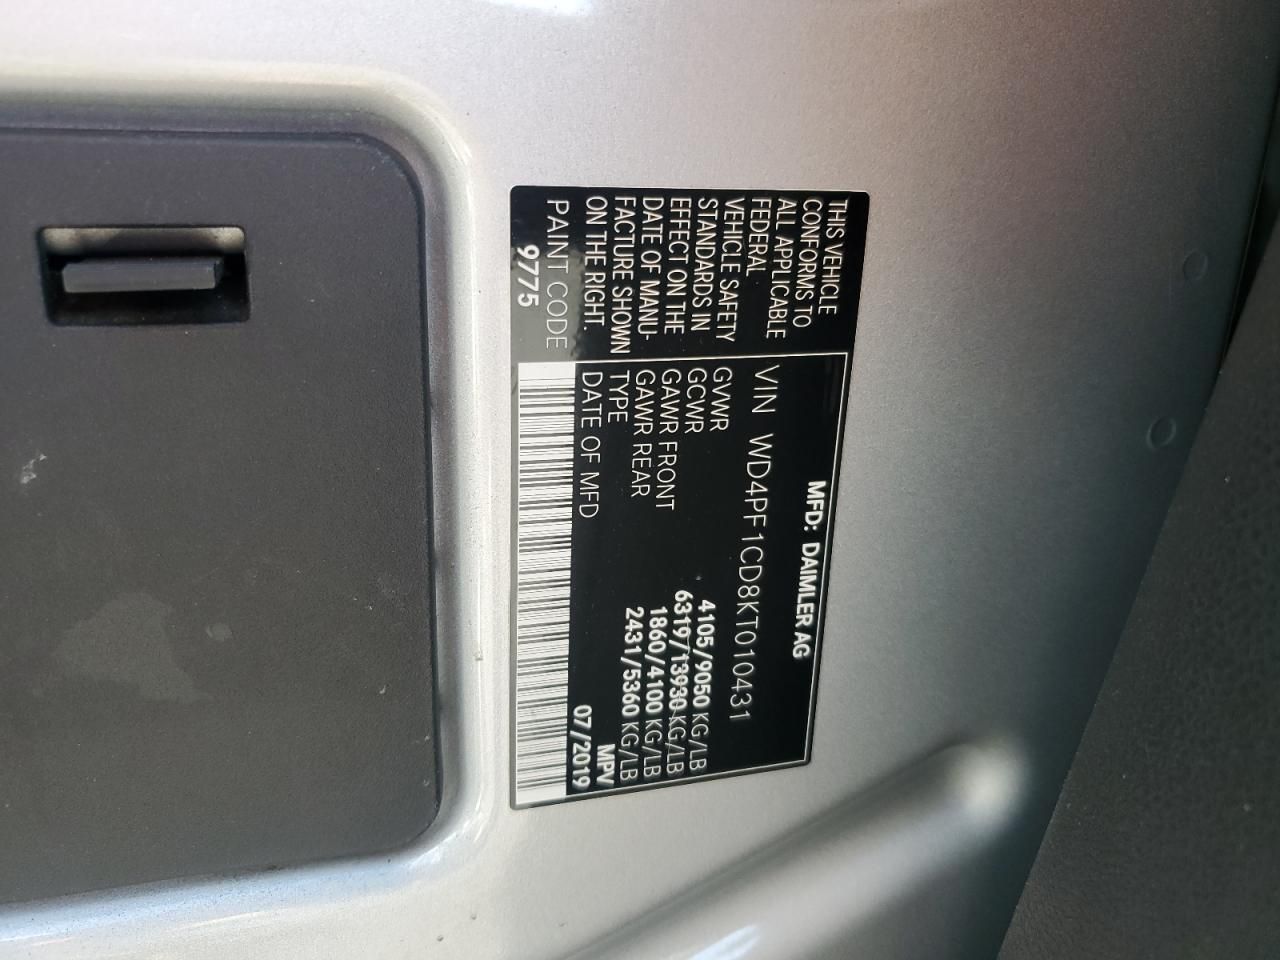 MFD: DAIMLER AG
THIS VEHICLE
CONFORMS TO
ALL APPLICABLE
FEDERAL
VEHICLE SAFETY
STANDARDS IN
EFFECT ON THE
DATE OF MANU-
FACTURE SHOWN
ON THE RIGHT.
PAINT CODE
9775
VIN WD4PF1CD8KT010431
GVWR 4105/9050 KG/LB
GCWR 6319/13930 KG/LB
GAWR FRONT 1860/4100 KG/LB
GAWR REAR 2431/5360 KG/LB
TYPE MPV
DATE OF MFD 07/2019